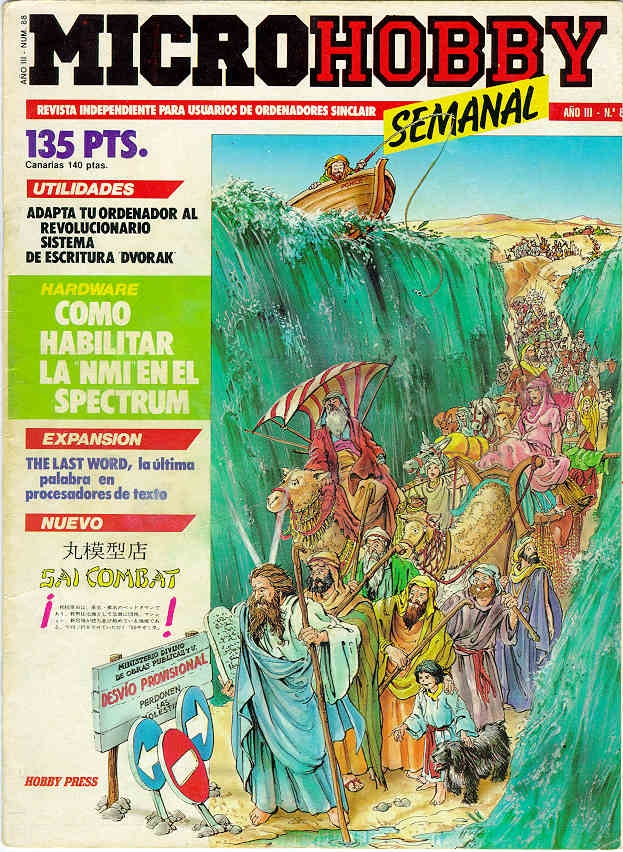 AÑO III - NUM. 88
MICROHOBBY
SEMANAL
REVISTA INDEPENDIENTE PARA USUARIOS DE ORDENADORES SINCLAIR
AÑO III - N.° 8
135 PTS.
Canarias 140 ptas.
UTILIDADES
ADAPTA TU ORDENADOR AL
REVOLUCIONARIO
SISTEMA
DE ESCRITURA "DVORAK"
HARDWARE
COMO
HABILITAR
LA "NMI" EN EL
SPECTRUM
EXPANSION
THE LAST WORD, la última
palabra en
procesadores de texto
NUEVO
丸模型店
SAI COMBAT
¡ !
MINISTERIO DIVINO
DE OBRAS PUBLICAS Y U.
DESVIO PROVISIONAL
PERDONEN
LAS
MOLESTI
HOBBY PRESS